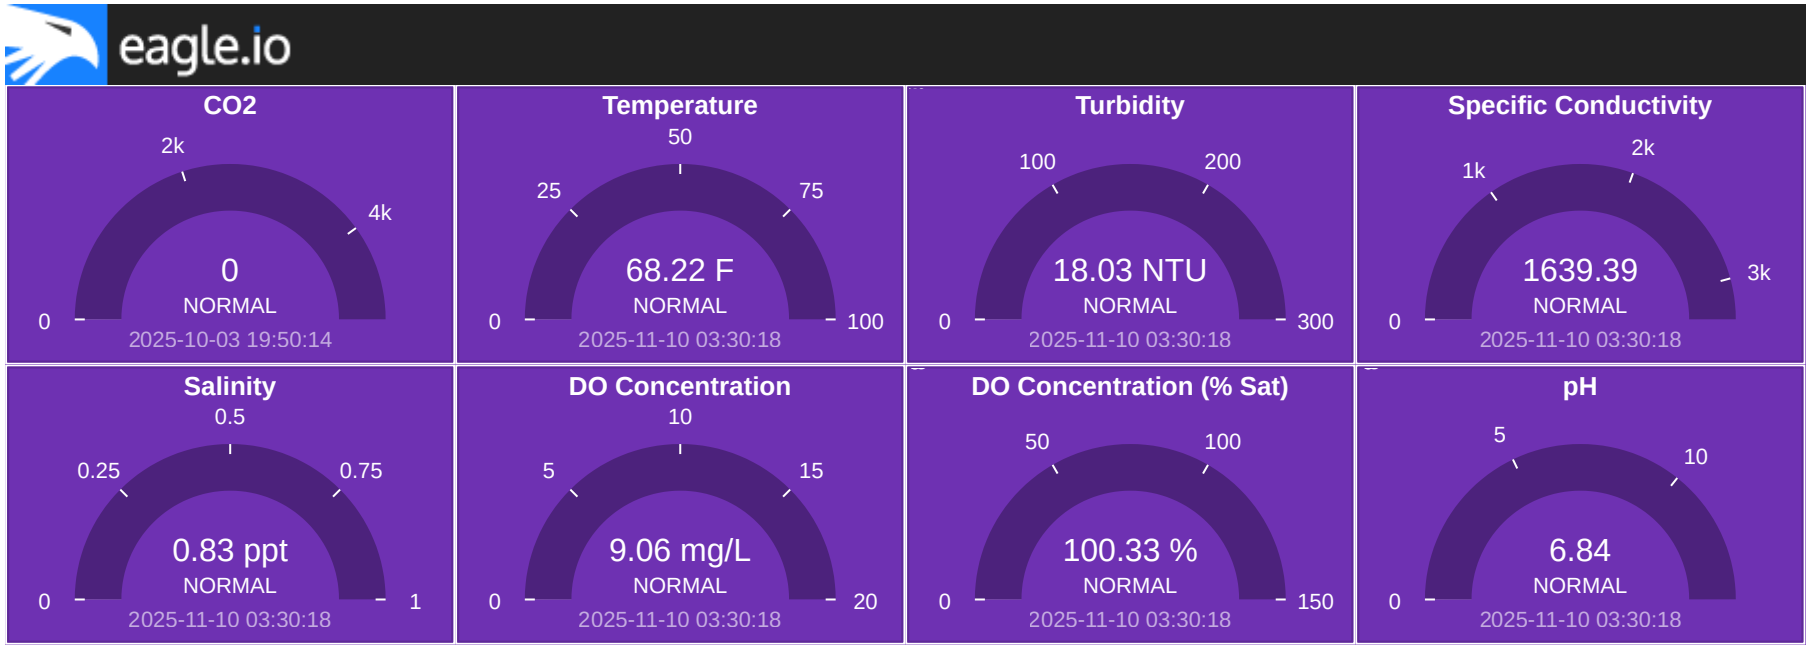 eagle.io
CO2
2k
4k
0
0
NORMAL
2025-10-03 19:50:14
Temperature
50
25
75
68.22 F
NORMAL
0
100
2025-11-10 03:30:18
Turbidity
100
200
18.03 NTU
NORMAL
0
300
2025-11-10 03:30:18
Specific Conductivity
2k
1k
3k
1639.39
NORMAL
0
2025-11-10 03:30:18
Salinity
0.5
0.25
0.75
0.83 ppt
NORMAL
0
1
2025-11-10 03:30:18
DO Concentration
10
5
15
9.06 mg/L
NORMAL
0
20
2025-11-10 03:30:18
DO Concentration (% Sat)
50
100
100.33 %
NORMAL
0
150
2025-11-10 03:30:18
pH
5
10
6.84
NORMAL
0
2025-11-10 03:30:18